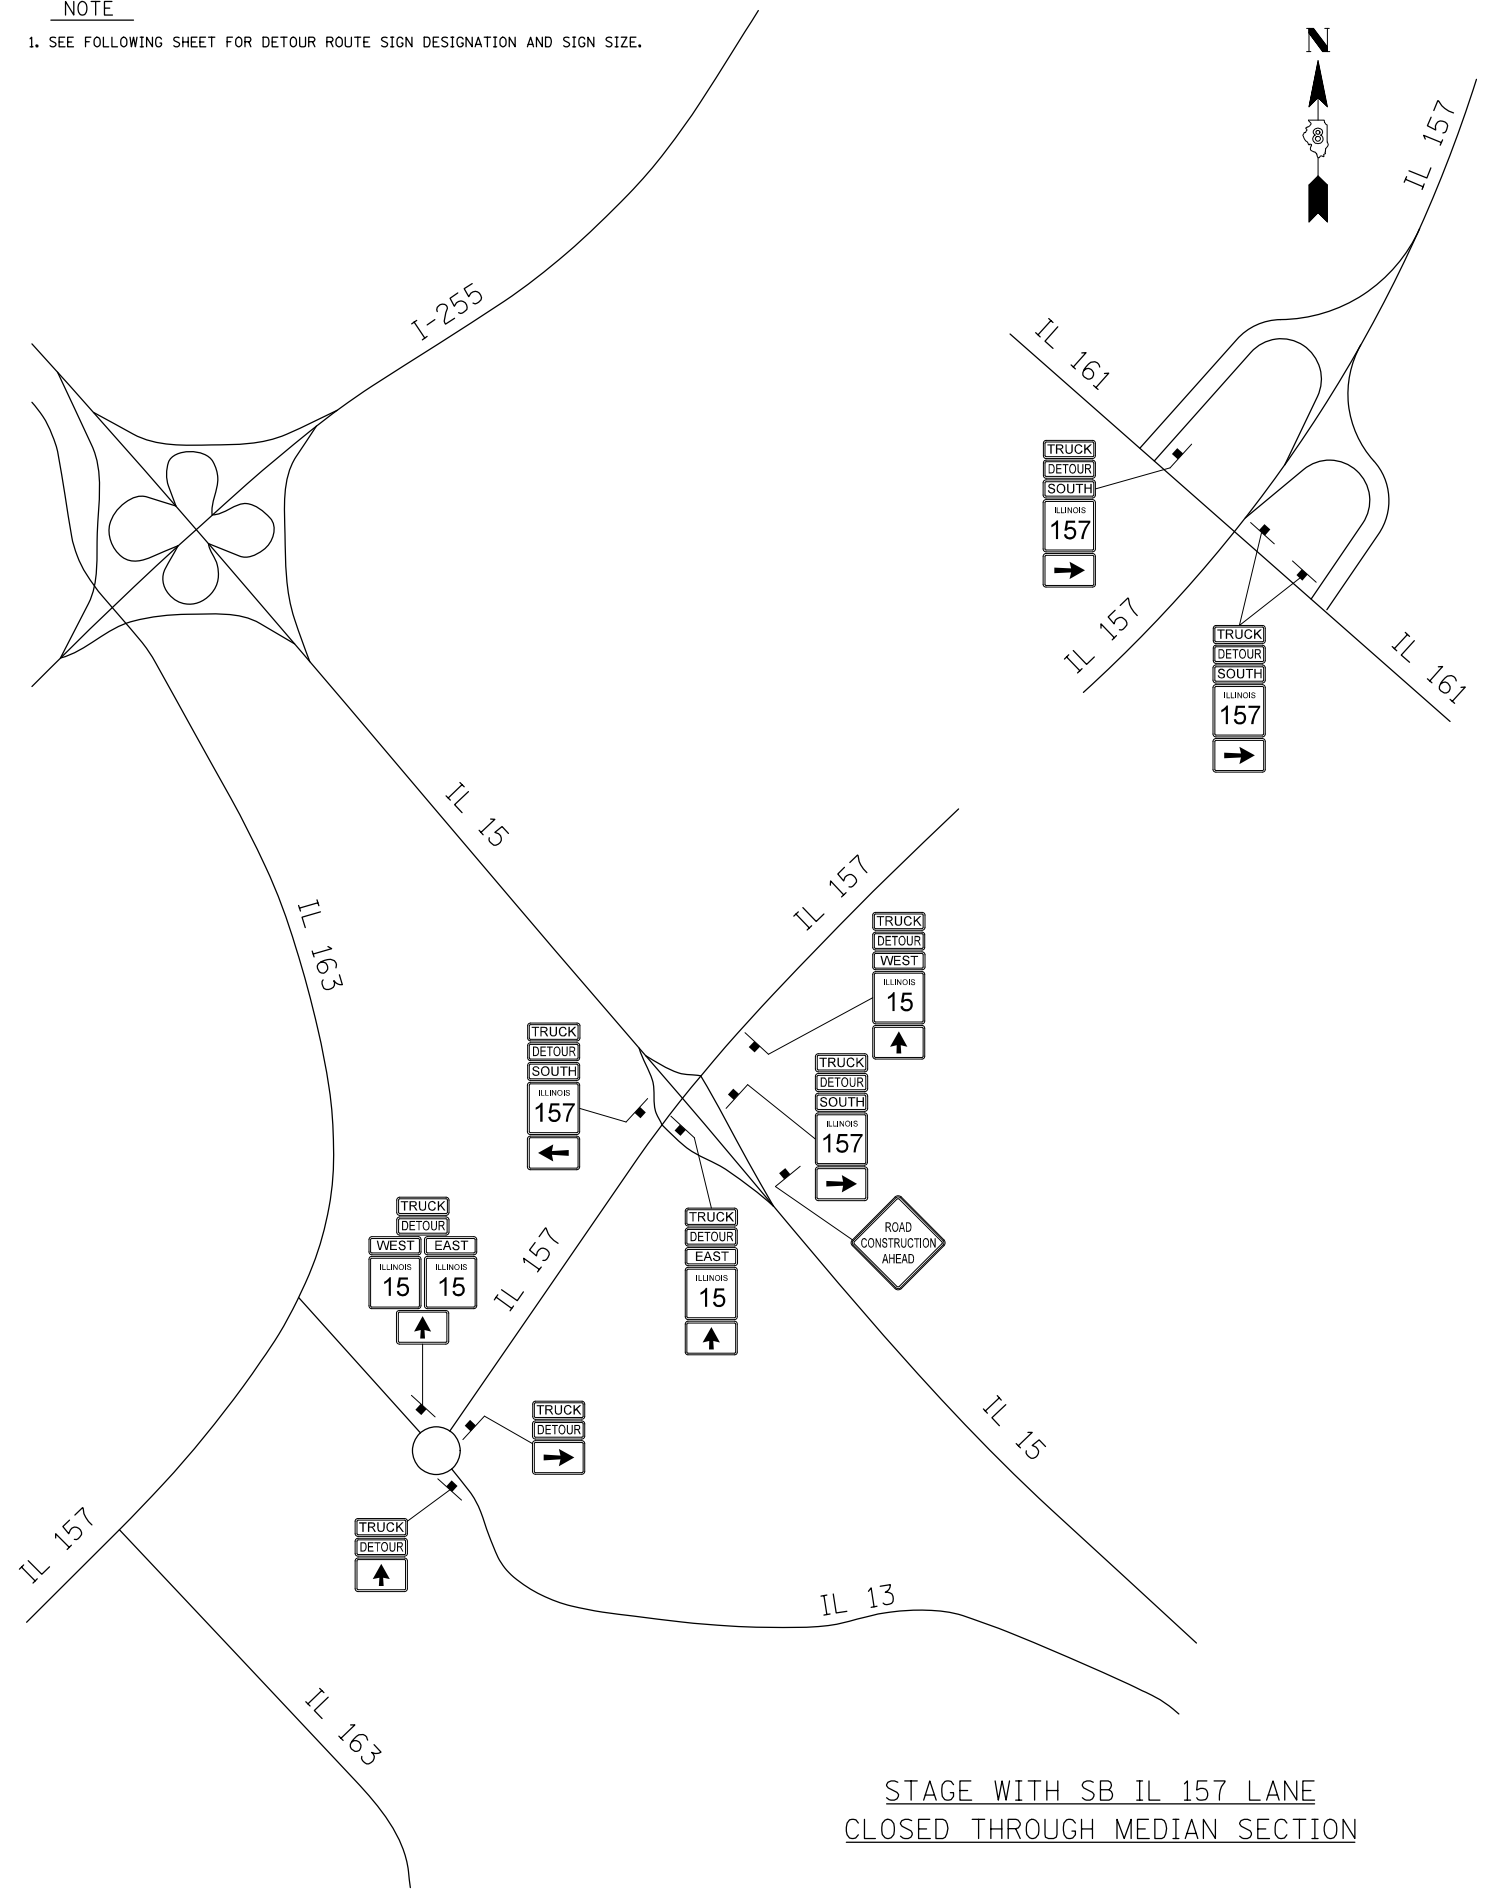 NOTE
1. SEE FOLLOWING SHEET FOR DETOUR ROUTE SIGN DESIGNATION AND SIGN SIZE.
N
8
IL 157
I-255
IL 161
TRUCK
DETOUR
SOUTH
ILLINOIS
157
IL 157
TRUCK
DETOUR
SOUTH
ILLINOIS
157
IL 161
IL 15
IL 157
IL 163
TRUCK
DETOUR
WEST
ILLINOIS
15
TRUCK
DETOUR
SOUTH
ILLINOIS
157
TRUCK
DETOUR
SOUTH
ILLINOIS
157
TRUCK
DETOUR
WEST EAST
ILLINOIS ILLINOIS
15 15
IL 157
TRUCK
DETOUR
EAST
ILLINOIS
15
ROAD
CONSTRUCTION
AHEAD
TRUCK
DETOUR
IL 15
IL 157
TRUCK
DETOUR
IL 13
IL 163
STAGE WITH SB IL 157 LANE
CLOSED THROUGH MEDIAN SECTION